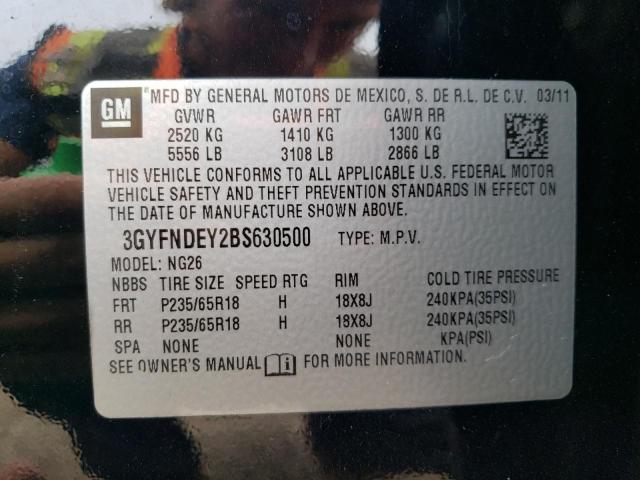 GM
MFD BY GENERAL MOTORS DE MEXICO, S. DE R.L. DE C.V. 03/11
GVWR GAWR FRT GAWR RR
2520 KG 1410 KG 1300 KG
5556 LB 3108 LB 2866 LB
THIS VEHICLE CONFORMS TO ALL APPLICABLE U.S. FEDERAL MOTOR
VEHICLE SAFETY AND THEFT PREVENTION STANDARDS IN EFFECT ON
THE DATE OF MANUFACTURE SHOWN ABOVE.
3GYFNDEY2BS630500 TYPE: M.P.V.
MODEL: NG26
NBBS TIRE SIZE SPEED RTG RIM COLD TIRE PRESSURE
FRT P235/65R18 H 18X8J 240KPA(35PSI)
RR P235/65R18 H 18X8J 240KPA(35PSI)
SPA NONE NONE KPA(PSI)
SEE OWNER'S MANUAL FOR MORE INFORMATION.